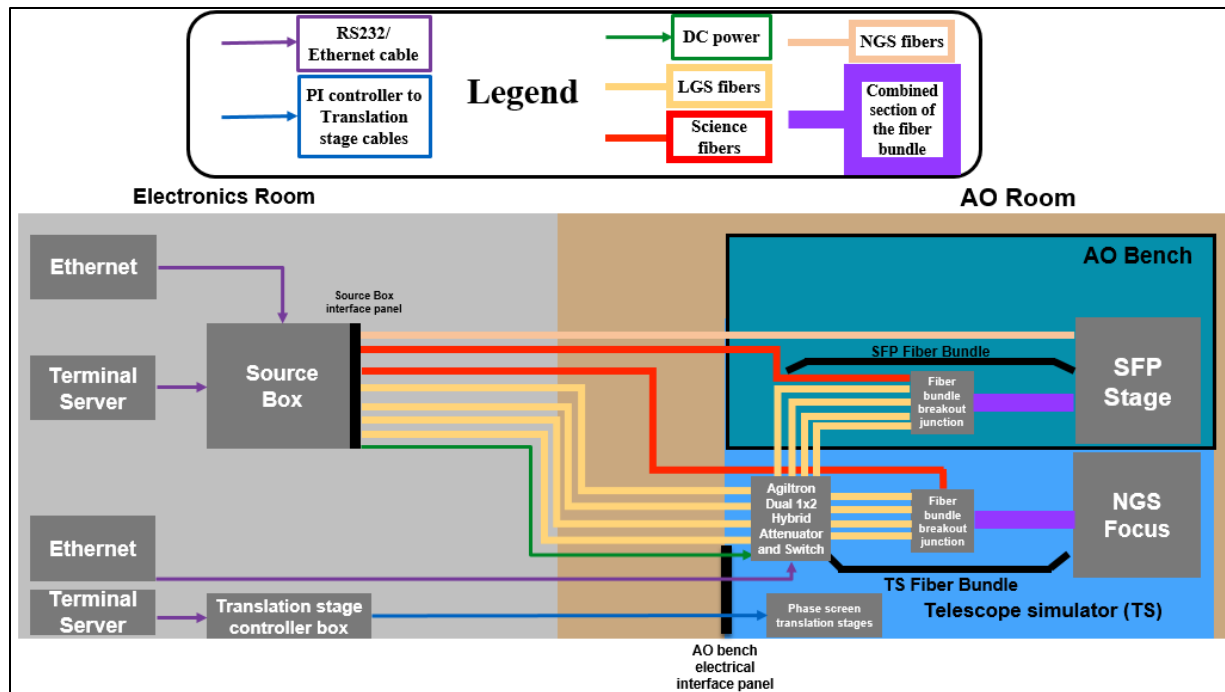 RS232/
Ethernet cable
PI controller to
Translation
stage cables
Legend
DC power
LGS fibers
Science
fibers
NGS fibers
Combined
section of
the fiber
bundle
Electronics Room
AO Room
Ethernet
Terminal
Server
Source Box
interface panel
Source
Box
AO Bench
SFP Fiber Bundle
Fiber
bundle
breakout
junction
SFP
Stage
Agiltron
Dual 1x2
Hybrid
Attenuator
and Switch
Fiber
bundle
breakout
junction
NGS
Focus
TS Fiber Bundle
Telescope simulator (TS)
Ethernet
Terminal
Server
Translation stage
controller box
Phase screen
translation stages
AO bench
electrical
interface panel